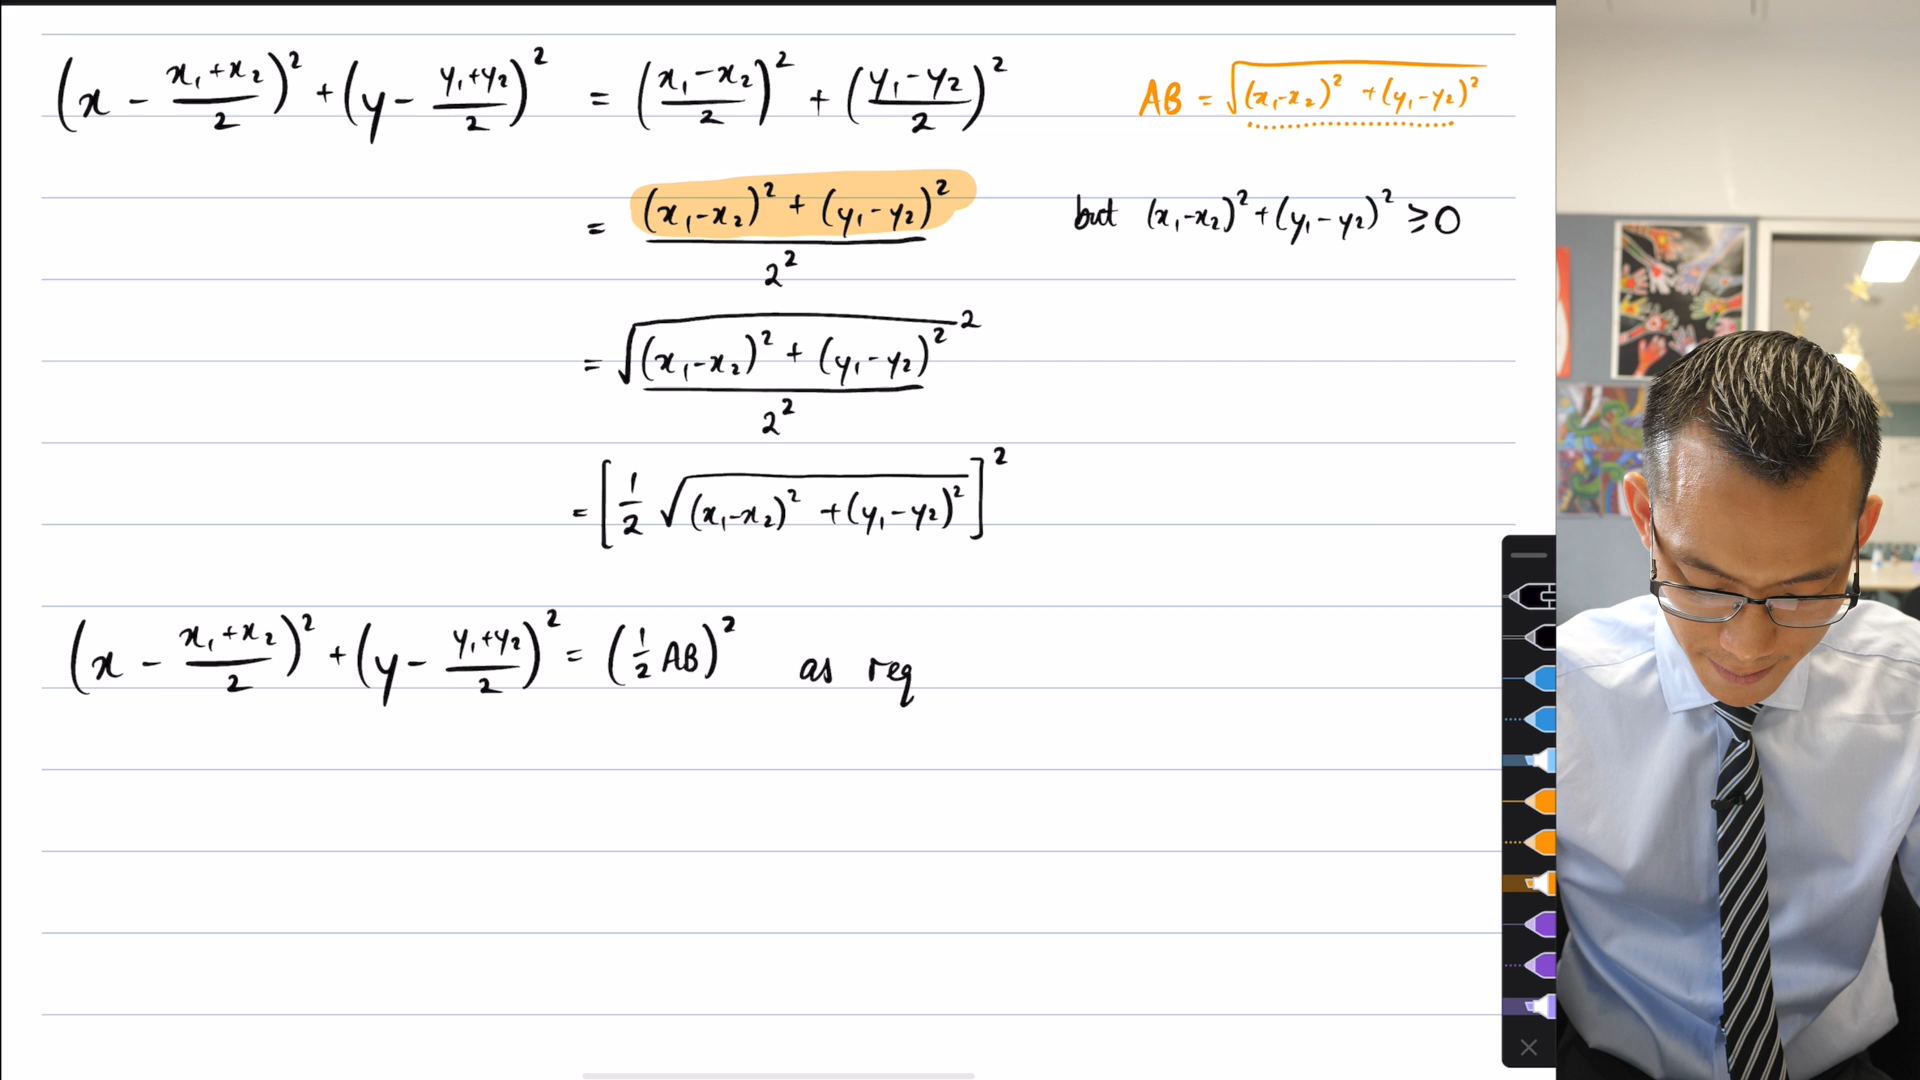 (x - (x₁+x₂)/2)² + (y - (y₁+y₂)/2)² = ((x₁-x₂)/2)² + ((y₁-y₂)/2)²
AB = √((x₁-x₂)² + (y₁-y₂)²)
= ((x₁-x₂)² + (y₁-y₂)²)/2²
but (x₁-x₂)² + (y₁-y₂)² ⩾ 0
= √((x₁-x₂)² + (y₁-y₂)²)²/2²
= [1/2 √((x₁-x₂)² + (y₁-y₂)²)]²
(x - (x₁+x₂)/2)² + (y - (y₁+y₂)/2)² = (1/2 AB)² as req